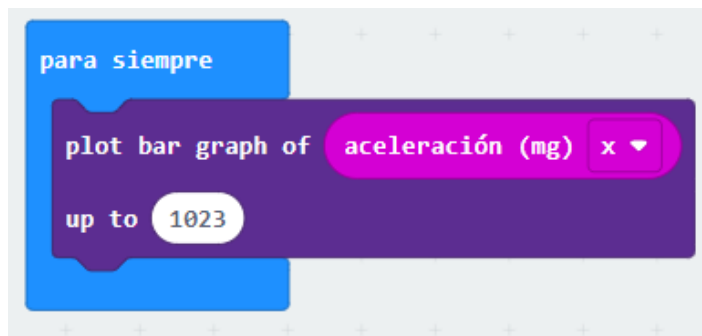 para siempre
plot bar graph of aceleración (mg) x
up to 1023